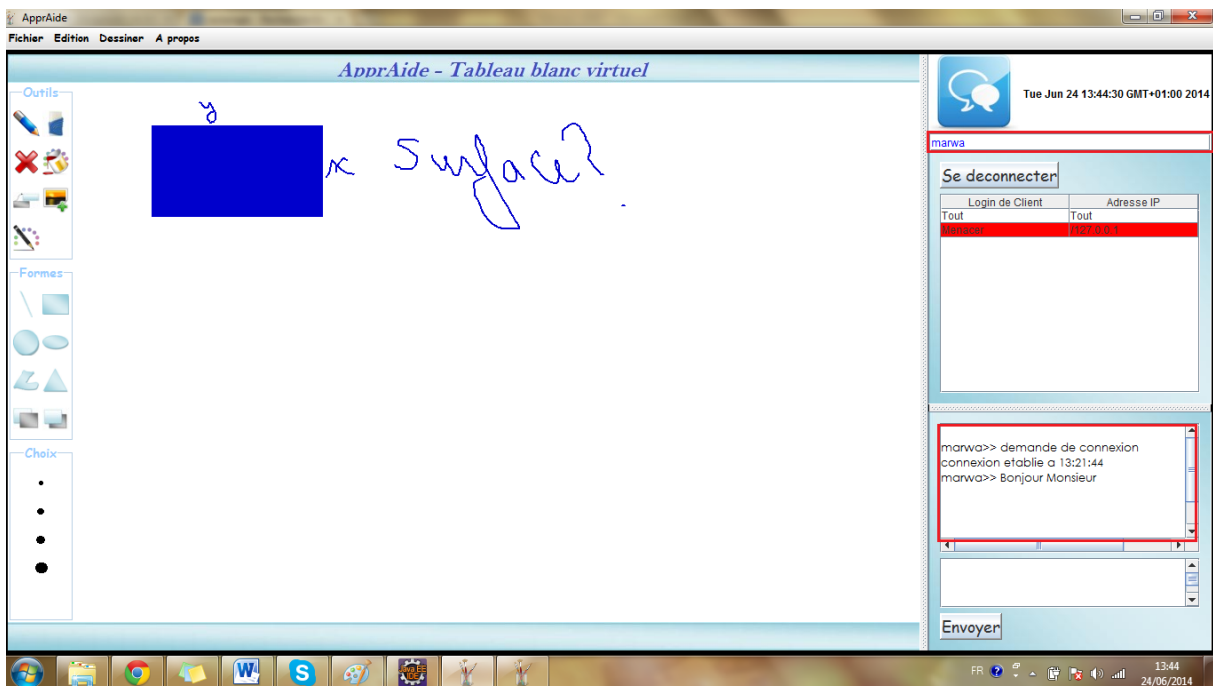 ApprAide
Fichier Edition Dessiner A propos
ApprAide - Tableau blanc virtuel
Outils
Formes
Choix
y
x Surface?
Tue Jun 24 13:44:30 GMT+01:00 2014
marwa
Se deconnecter
Login de Client Adresse IP
Tout Tout
Menacer /127.0.0.1
marwa>> demande de connexion
connexion etablie a 13:21:44
marwa>> Bonjour Monsieur
Envoyer
FR 13:44
24/06/2014